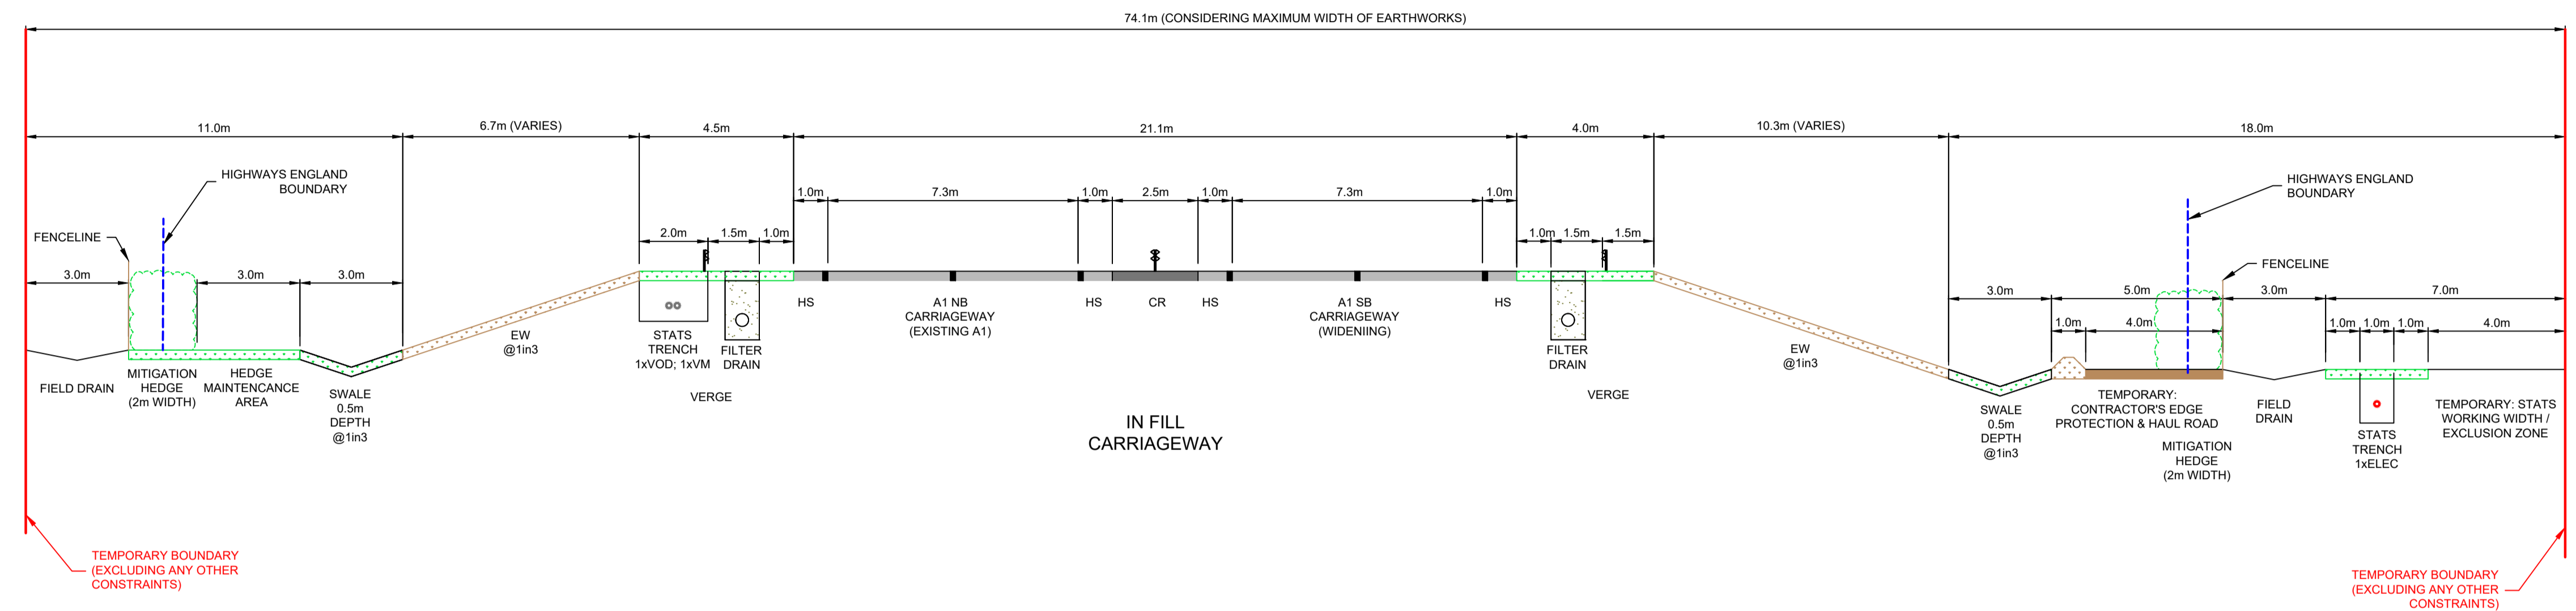 74.1m (CONSIDERING MAXIMUM WIDTH OF EARTHWORKS)
11.0m
6.7m (VARIES)
4.5m
21.1m
4.0m
10.3m (VARIES)
18.0m
HIGHWAYS ENGLAND
BOUNDARY
HIGHWAYS ENGLAND
BOUNDARY
1.0m
7.3m
1.0m
2.5m
1.0m
7.3m
1.0m
FENCELINE
2.0m
1.5m
1.0m
1.0m
1.5m
1.5m
FENCELINE
3.0m
3.0m
3.0m
3.0m
5.0m
3.0m
7.0m
1.0m
4.0m
1.0m
1.0m
1.0m
4.0m
HS
A1 NB
CARRIAGEWAY
(EXISTING A1)
HS
CR
HS
A1 SB
CARRIAGEWAY
(WIDENIING)
HS
EW
@1in3
STATS
TRENCH
1xVOD; 1xVM
FILTER
DRAIN
VERGE
FILTER
DRAIN
VERGE
EW
@1in3
FIELD DRAIN
MITIGATION
HEDGE
(2m WIDTH)
HEDGE
MAINTENCANCE
AREA
SWALE
0.5m
DEPTH
@1in3
IN FILL
CARRIAGEWAY
SWALE
0.5m
DEPTH
@1in3
TEMPORARY:
CONTRACTOR'S EDGE
PROTECTION & HAUL ROAD
MITIGATION
HEDGE
(2m WIDTH)
FIELD
DRAIN
STATS
TRENCH
1xELEC
TEMPORARY: STATS
WORKING WIDTH /
EXCLUSION ZONE
TEMPORARY BOUNDARY
(EXCLUDING ANY OTHER
CONSTRAINTS)
TEMPORARY BOUNDARY
(EXCLUDING ANY OTHER
CONSTRAINTS)